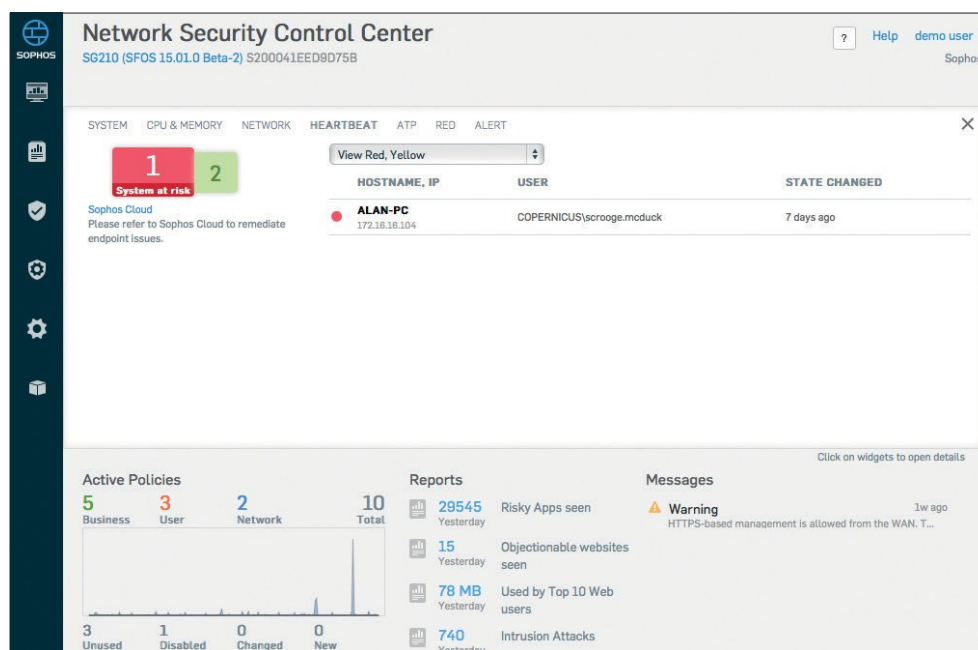 SOPHOS
Network Security Control Center
SG210 (SFOS 15.01.0 Beta-2) S200041EED9D75B
? Help demo user
Sophos
SYSTEM CPU & MEMORY NETWORK HEARTBEAT ATP RED ALERT
1
System at risk
2
Sophos Cloud
Please refer to Sophos Cloud to remediate
endpoint issues.
View Red, Yellow
HOSTNAME, IP USER STATE CHANGED
ALAN-PC
172.16.16.104
COPERNICUS\scrooge.mcduck
7 days ago
Click on widgets to open details
Active Policies
5 3 2 10
Business User Network Total
3 1 0 0
Unused Disabled Changed New
Reports
29545 Risky Apps seen
Yesterday
15 Objectionable websites
Yesterday seen
78 MB Used by Top 10 Web
Yesterday users
740 Intrusion Attacks
Yesterday
Messages
Warning 1w ago
HTTPS-based management is allowed from the WAN. T...